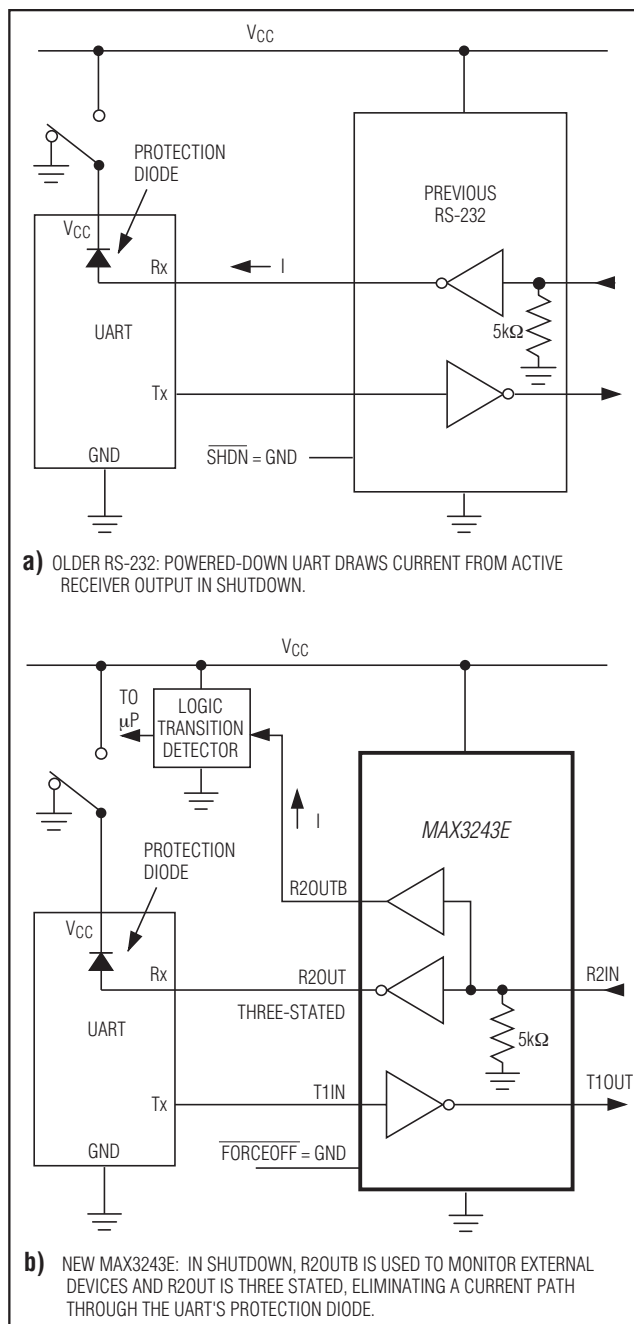 VCC
PROTECTION
DIODE
PREVIOUS
RS-232
VCC
Rx
I
5kΩ
UART
Tx
GND
SHDN = GND
a) OLDER RS-232: POWERED-DOWN UART DRAWS CURRENT FROM ACTIVE
RECEIVER OUTPUT IN SHUTDOWN.
VCC
TO
μP
LOGIC
TRANSITION
DETECTOR
I
MAX3243E
PROTECTION
DIODE
R2OUTB
VCC
Rx
R2OUT
R2IN
THREE-STATED
UART
5kΩ
T1OUT
Tx
T1IN
GND
FORCEOFF = GND
b) NEW MAX3243E: IN SHUTDOWN, R2OUTB IS USED TO MONITOR EXTERNAL
DEVICES AND R2OUT IS THREE STATED, ELIMINATING A CURRENT PATH
THROUGH THE UART'S PROTECTION DIODE.